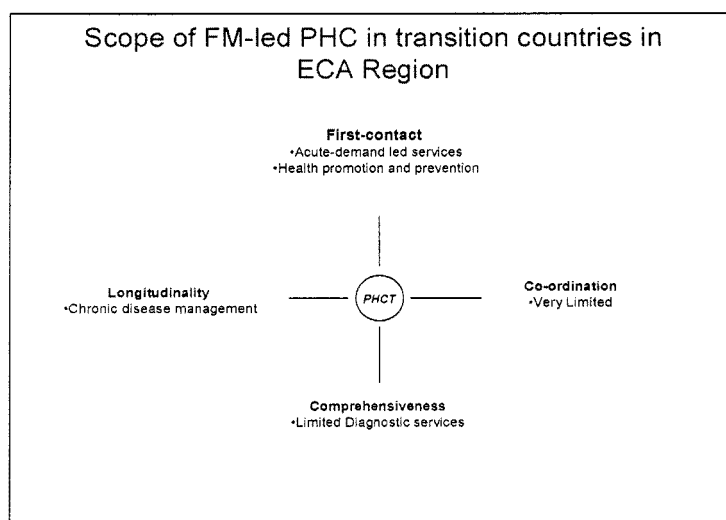 Scope of FM-led PHC in transition countries in
ECA Region
First-contact
•Acute-demand led services
•Health promotion and prevention
Longitudinality
•Chronic disease management
PHCT
Co-ordination
•Very Limited
Comprehensiveness
•Limited Diagnostic services